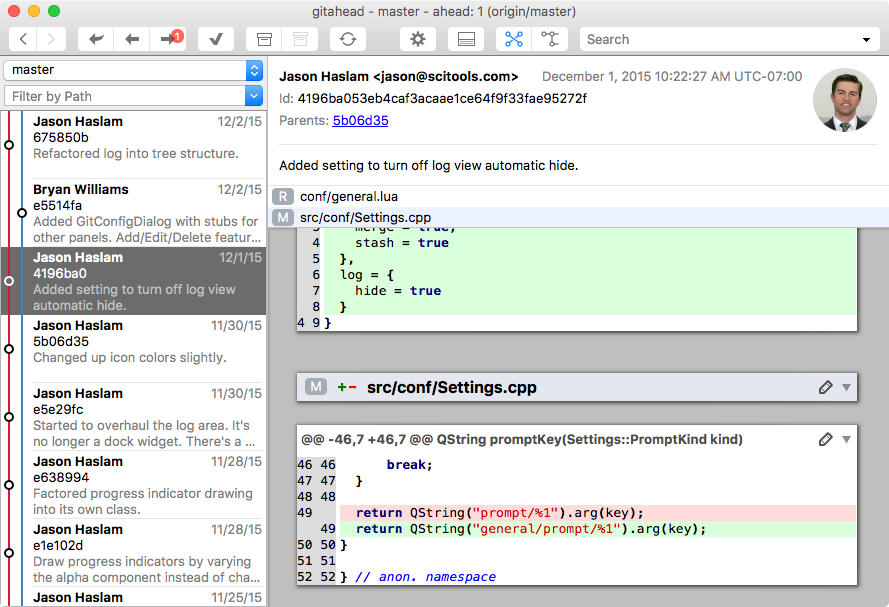 gitahead - master - ahead: 1 (origin/master)
1
Search
master
Filter by Path
Jason Haslam 12/2/15
675850b
Refactored log into tree structure.
Bryan Williams 12/2/15
e5514fa
Added GitConfigDialog with stubs for
other panels. Add/Edit/Delete featur...
Jason Haslam 12/1/15
4196ba0
Added setting to turn off log view
automatic hide.
Jason Haslam 11/30/15
5b06d35
Changed up icon colors slightly.
Jason Haslam 11/30/15
e5e29fc
Started to overhaul the log area. It's
no longer a dock widget. There's a ...
Jason Haslam 11/28/15
e638994
Factored progress indicator drawing
into its own class.
Jason Haslam 11/28/15
e1e102d
Draw progress indicators by varying
the alpha component instead of cha...
Jason Haslam 11/25/15
Jason Haslam <jason@scitools.com> December 1, 2015 10:22:27 AM UTC-07:00
Id: 4196ba053eb4caf3acaae1ce64f9f33fae95272f
Parents: 5b06d35
Added setting to turn off log view automatic hide.
R conf/general.lua
M src/conf/Settings.cpp
3 merge = true,
4 stash = true
5 },
6 log = {
7 hide = true
8 }
4 9 }
M +- src/conf/Settings.cpp
@@ -46,7 +46,7 @@ QString promptKey(Settings::PromptKind kind)
46 46 break;
47 47 }
48 48
49 return QString("prompt/%1").arg(key);
49 return QString("general/prompt/%1").arg(key);
50 50 }
51 51
52 52 } // anon. namespace